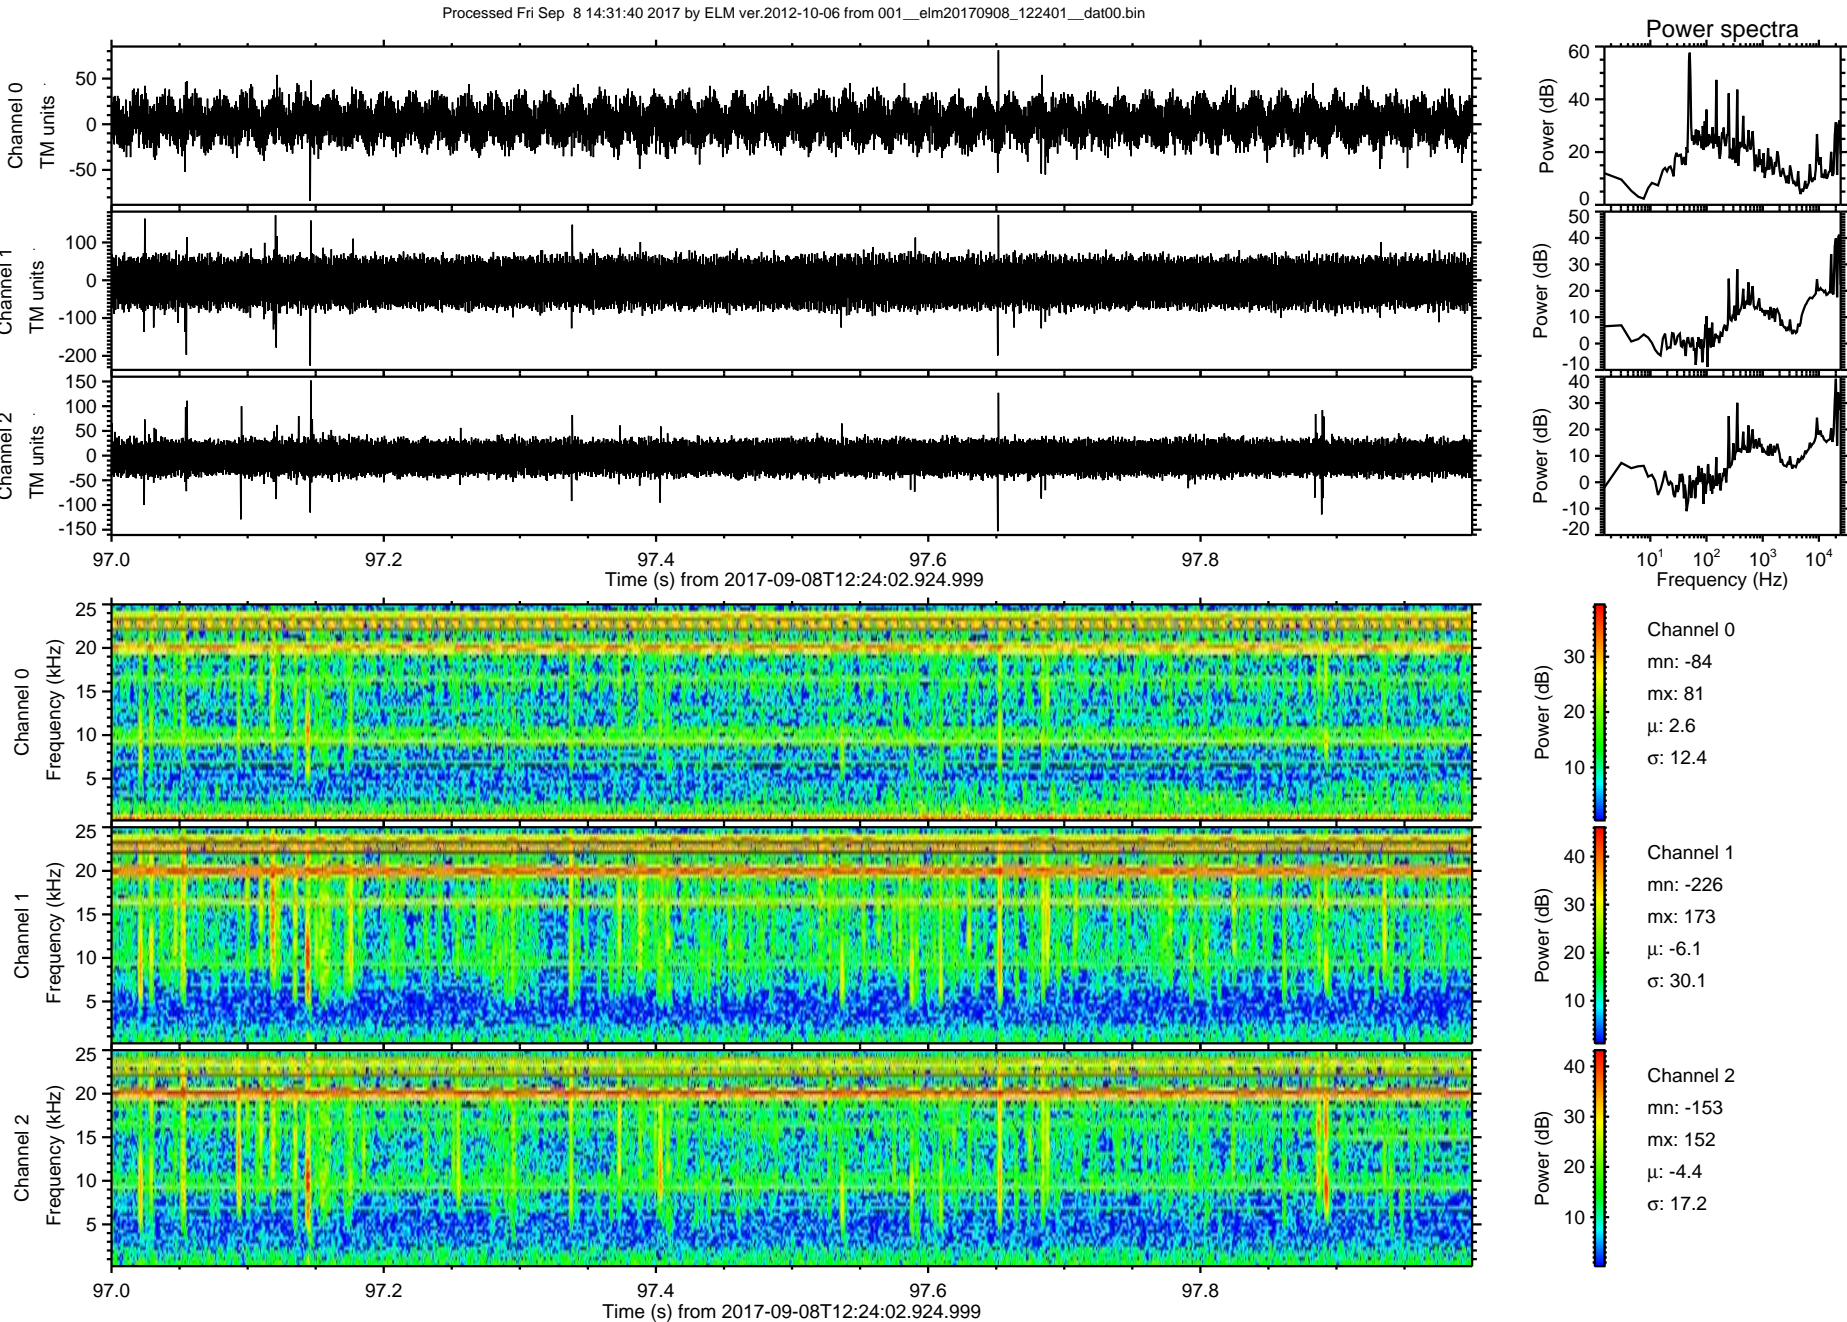 Processed Fri Sep  8 14:31:40 2017 by ELM ver.2012-10-06 from 001__elm20170908_122401__dat00.bin
Power spectra
Channel 0
TM units
50
0
-50
Power (dB)
60
40
20
0
Channel 1
TM units
100
0
-100
-200
Power (dB)
50
40
30
20
10
0
-10
Channel 2
TM units
150
100
50
0
-50
-100
-150
Power (dB)
40
30
20
10
0
-10
-20
97.0 97.2 97.4 97.6 97.8
Time (s) from 2017-09-08T12:24:02.924.999
10^1 10^2 10^3 10^4
Frequency (Hz)
Channel 0
Frequency (kHz)
25
20
15
10
5
Power (dB)
30
20
10
Channel 0
mn: -84
mx: 81
μ: 2.6
σ: 12.4
Channel 1
Frequency (kHz)
25
20
15
10
5
Power (dB)
40
30
20
10
Channel 1
mn: -226
mx: 173
μ: -6.1
σ: 30.1
Channel 2
Frequency (kHz)
25
20
15
10
5
Power (dB)
40
30
20
10
Channel 2
mn: -153
mx: 152
μ: -4.4
σ: 17.2
97.0 97.2 97.4 97.6 97.8
Time (s) from 2017-09-08T12:24:02.924.999